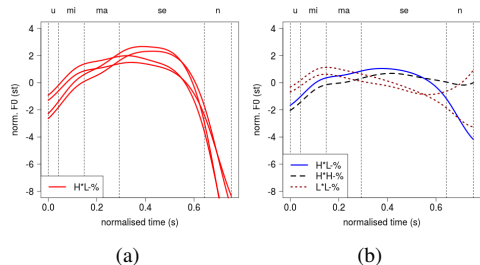 u mi ma se n
norm. F0 (st)
4
2
0
-2
-4
-6
-8
H*L-%
0.0 0.2 0.4 0.6
normalised time (s)
(a)
u mi ma se n
norm. F0 (st)
4
2
0
-2
-4
-6
-8
H*L-%
H*H-%
L*L-%
0.0 0.2 0.4 0.6
normalised time (s)
(b)